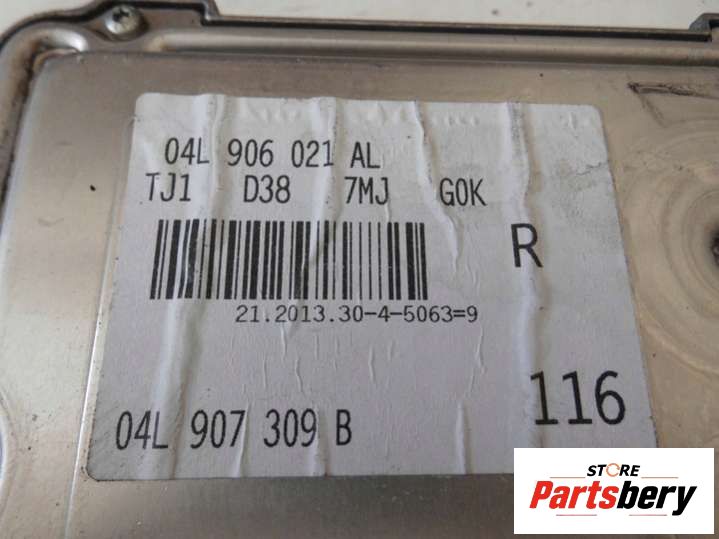 04L 906 021 AL
TJ1 D38 7MJ G0K
R
21.2013.30-4-5063=9
116
04L 907 309 B
STORE
Partsbery